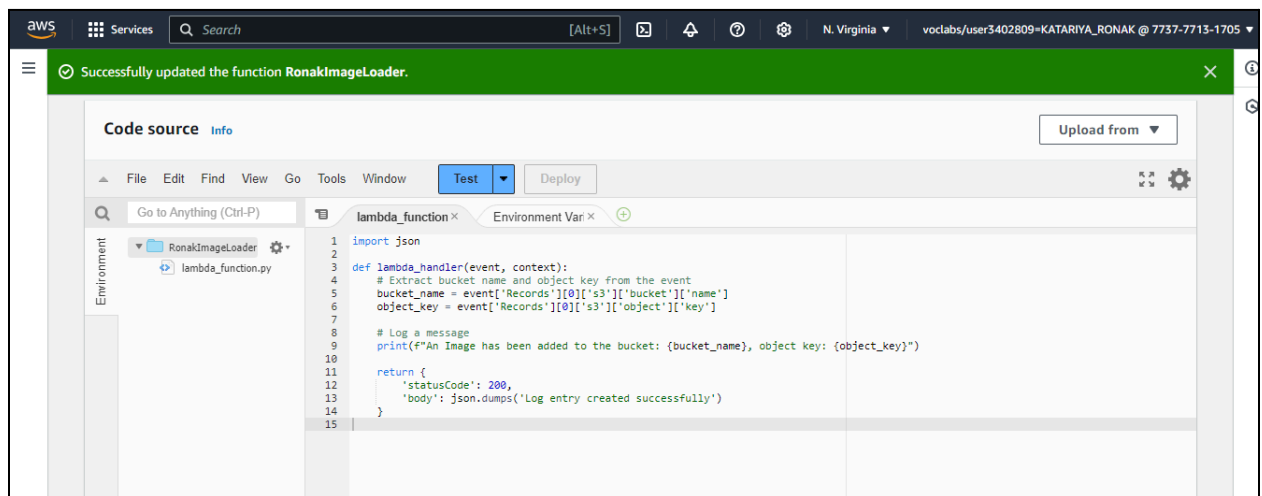 aws Services Search [Alt+S] N. Virginia ▼ voclabs/user3402809=KATARIYA_RONAK @ 7737-7713-1705 ▼
Successfully updated the function RonakImageLoader.
Code source Info Upload from ▼
File Edit Find View Go Tools Window Test Deploy
Go to Anything (Ctrl-P) lambda_function × Environment Vari ×
Environment
RonakImageLoader
lambda_function.py
1 import json
2
3 def lambda_handler(event, context):
4     # Extract bucket name and object key from the event
5     bucket_name = event['Records'][0]['s3']['bucket']['name']
6     object_key = event['Records'][0]['s3']['object']['key']
7
8     # Log a message
9     print(f"An Image has been added to the bucket: {bucket_name}, object key: {object_key}")
10
11     return {
12         'statusCode': 200,
13         'body': json.dumps('Log entry created successfully')
14     }
15